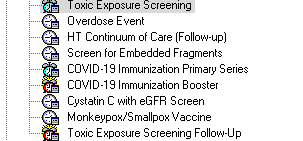 Toxic Exposure Screening
Overdose Event
HT Continuum of Care (Follow-up)
Screen for Embedded Fragments
COVID-19 Immunization Primary Series
COVID-19 Immunization Booster
Cystatin C with eGFR Screen
Monkeypox/Smallpox Vaccine
Toxic Exposure Screening Follow-Up